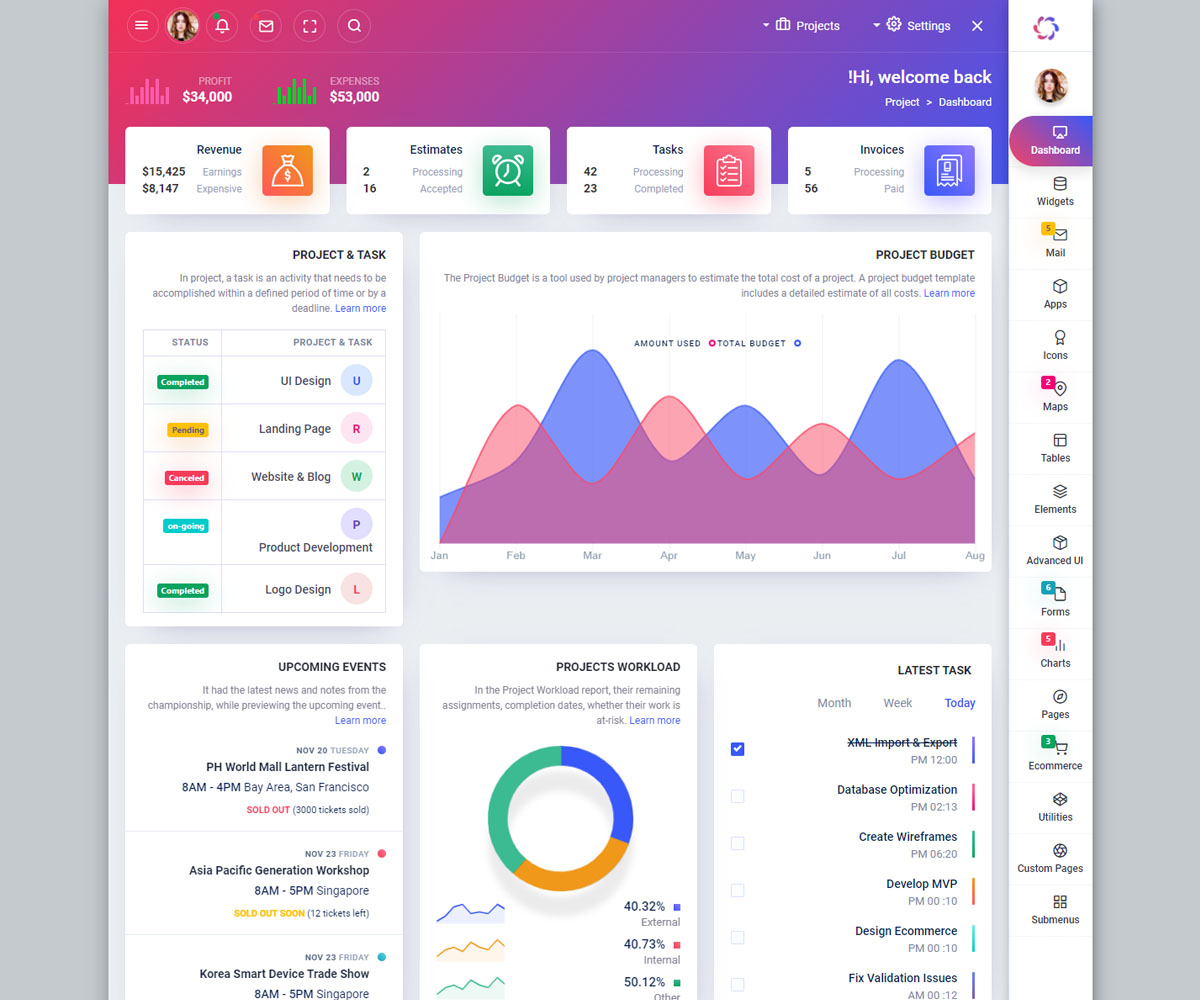 Projects
Settings
PROFIT
$34,000
EXPENSES
$53,000
!Hi, welcome back
Project > Dashboard
Revenue
$15,425 Earnings
$8,147 Expensive
Estimates
2 Processing
16 Accepted
Tasks
42 Processing
23 Completed
Invoices
5 Processing
56 Paid
PROJECT & TASK
In project, a task is an activity that needs to be
accomplished within a defined period of time or by a
deadline. Learn more
STATUS PROJECT & TASK
Completed UI Design U
Pending Landing Page R
Canceled Website & Blog W
on-going P
Product Development
Completed Logo Design L
PROJECT BUDGET
The Project Budget is a tool used by project managers to estimate the total cost of a project. A project budget template
includes a detailed estimate of all costs. Learn more
AMOUNT USED TOTAL BUDGET
Jan Feb Mar Apr May Jun Jul Aug
UPCOMING EVENTS
It had the latest news and notes from the
championship, while previewing the upcoming event..
Learn more
NOV 20 TUESDAY
PH World Mall Lantern Festival
8AM - 4PM Bay Area, San Francisco
SOLD OUT (3000 tickets sold)
NOV 23 FRIDAY
Asia Pacific Generation Workshop
8AM - 5PM Singapore
SOLD OUT SOON (12 tickets left)
NOV 23 FRIDAY
Korea Smart Device Trade Show
8AM - 5PM Singapore
PROJECTS WORKLOAD
In the Project Workload report, their remaining
assignments, completion dates, whether their work is
at-risk. Learn more
40.32%
External
40.73%
Internal
50.12%
Other
LATEST TASK
Month Week Today
XML Import & Export
PM 12:00
Database Optimization
PM 02:13
Create Wireframes
PM 06:20
Develop MVP
PM 00 :10
Design Ecommerce
PM 00 :10
Fix Validation Issues
AM 00 :12
Dashboard
Widgets
5
Mail
Apps
Icons
2
Maps
Tables
Elements
Advanced UI
6
Forms
5
Charts
Pages
3
Ecommerce
Utilities
Custom Pages
Submenus